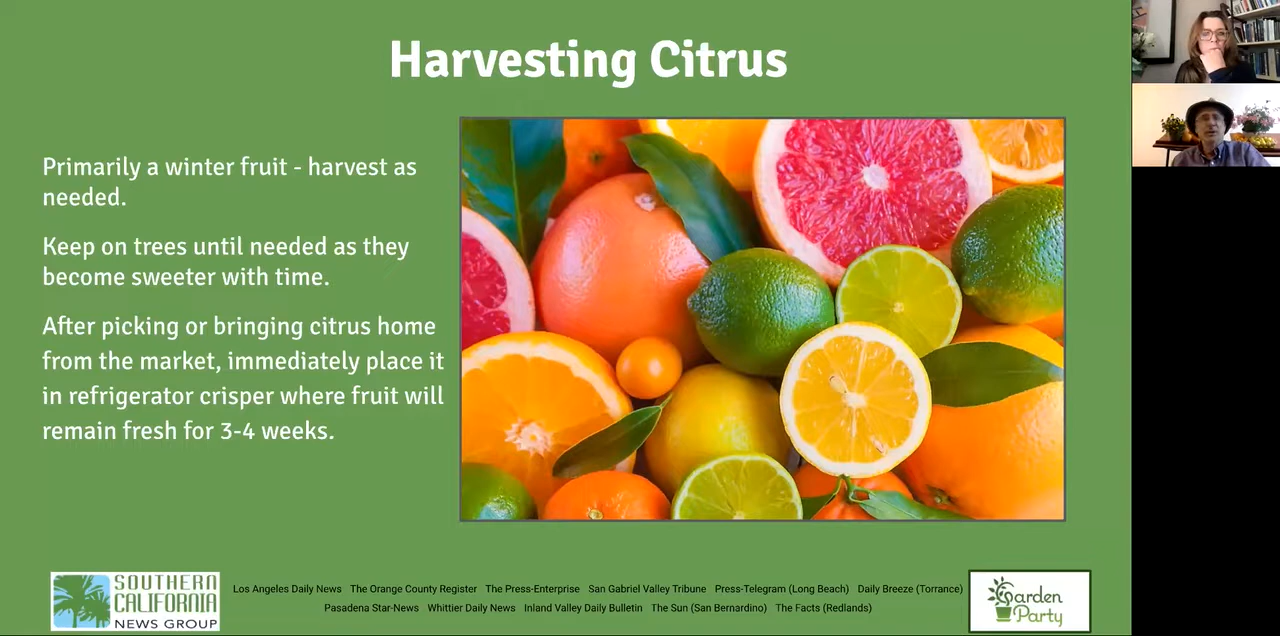 Harvesting Citrus
Primarily a winter fruit - harvest as
needed.
Keep on trees until needed as they
become sweeter with time.
After picking or bringing citrus home
from the market, immediately place it
in refrigerator crisper where fruit will
remain fresh for 3-4 weeks.
SOUTHERN
CALIFORNIA
NEWS GROUP
Los Angeles Daily News The Orange County Register The Press-Enterprise San Gabriel Valley Tribune Press-Telegram (Long Beach) Daily Breeze (Torrance)
Pasadena Star-News Whittier Daily News Inland Valley Daily Bulletin The Sun (San Bernardino) The Facts (Redlands)
Garden
Party